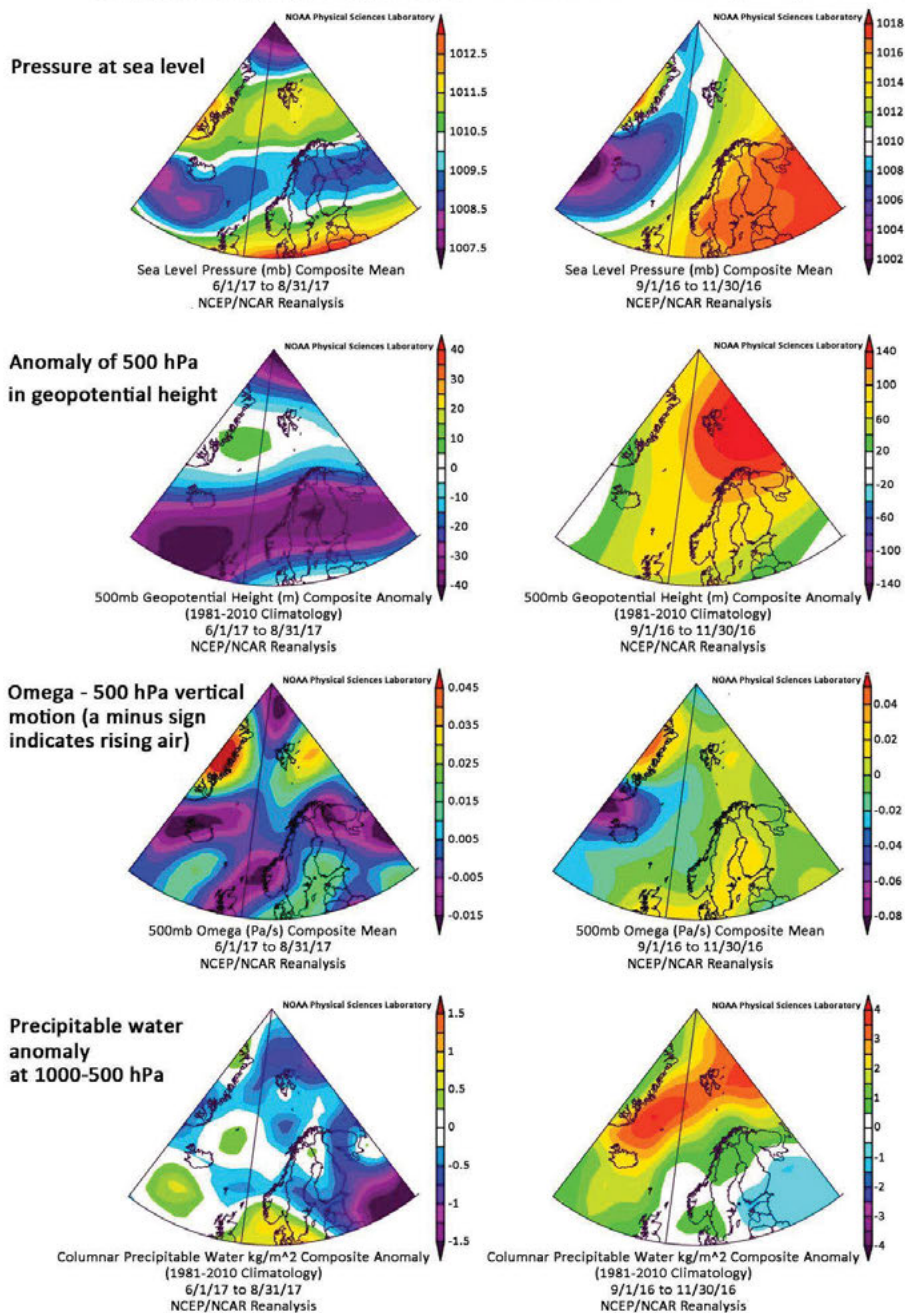 NOAA Physical Sciences Laboratory
NOAA Physical Sciences Laboratory
Pressure at sea level
1012.5
1011.5
1010.5
1009.5
1008.5
1007.5
1018
1016
1014
1012
1010
1008
1006
1004
1002
Sea Level Pressure (mb) Composite Mean
6/1/17 to 8/31/17
NCEP/NCAR Reanalysis
Sea Level Pressure (mb) Composite Mean
9/1/16 to 11/30/16
NCEP/NCAR Reanalysis
NOAA Physical Sciences Laboratory
NOAA Physical Sciences Laboratory
Anomaly of 500 hPa
in geopotential height
40
30
20
10
0
-10
-20
-30
-40
140
100
60
20
-20
-60
-100
-140
500mb Geopotential Height (m) Composite Anomaly
(1981-2010 Climatology)
6/1/17 to 8/31/17
NCEP/NCAR Reanalysis
500mb Geopotential Height (m) Composite Anomaly
(1981-2010 Climatology)
9/1/16 to 11/30/16
NCEP/NCAR Reanalysis
NOAA Physical Sciences Laboratory
NOAA Physical Sciences Laboratory
Omega - 500 hPa vertical
motion (a minus sign
indicates rising air)
0.045
0.035
0.025
0.015
0.005
-0.005
-0.015
0.04
0.02
0
-0.02
-0.04
-0.06
-0.08
500mb Omega (Pa/s) Composite Mean
6/1/17 to 8/31/17
NCEP/NCAR Reanalysis
500mb Omega (Pa/s) Composite Mean
9/1/16 to 11/30/16
NCEP/NCAR Reanalysis
NOAA Physical Sciences Laboratory
NOAA Physical Sciences Laboratory
Precipitable water
anomaly
at 1000-500 hPa
1.5
1
0.5
0
-0.5
-1
-1.5
4
3
2
1
0
-1
-2
-3
-4
Columnar Precipitable Water kg/m^2 Composite Anomaly
(1981-2010 Climatology)
6/1/17 to 8/31/17
NCEP/NCAR Reanalysis
Columnar Precipitable Water kg/m^2 Composite Anomaly
(1981-2010 Climatology)
9/1/16 to 11/30/16
NCEP/NCAR Reanalysis